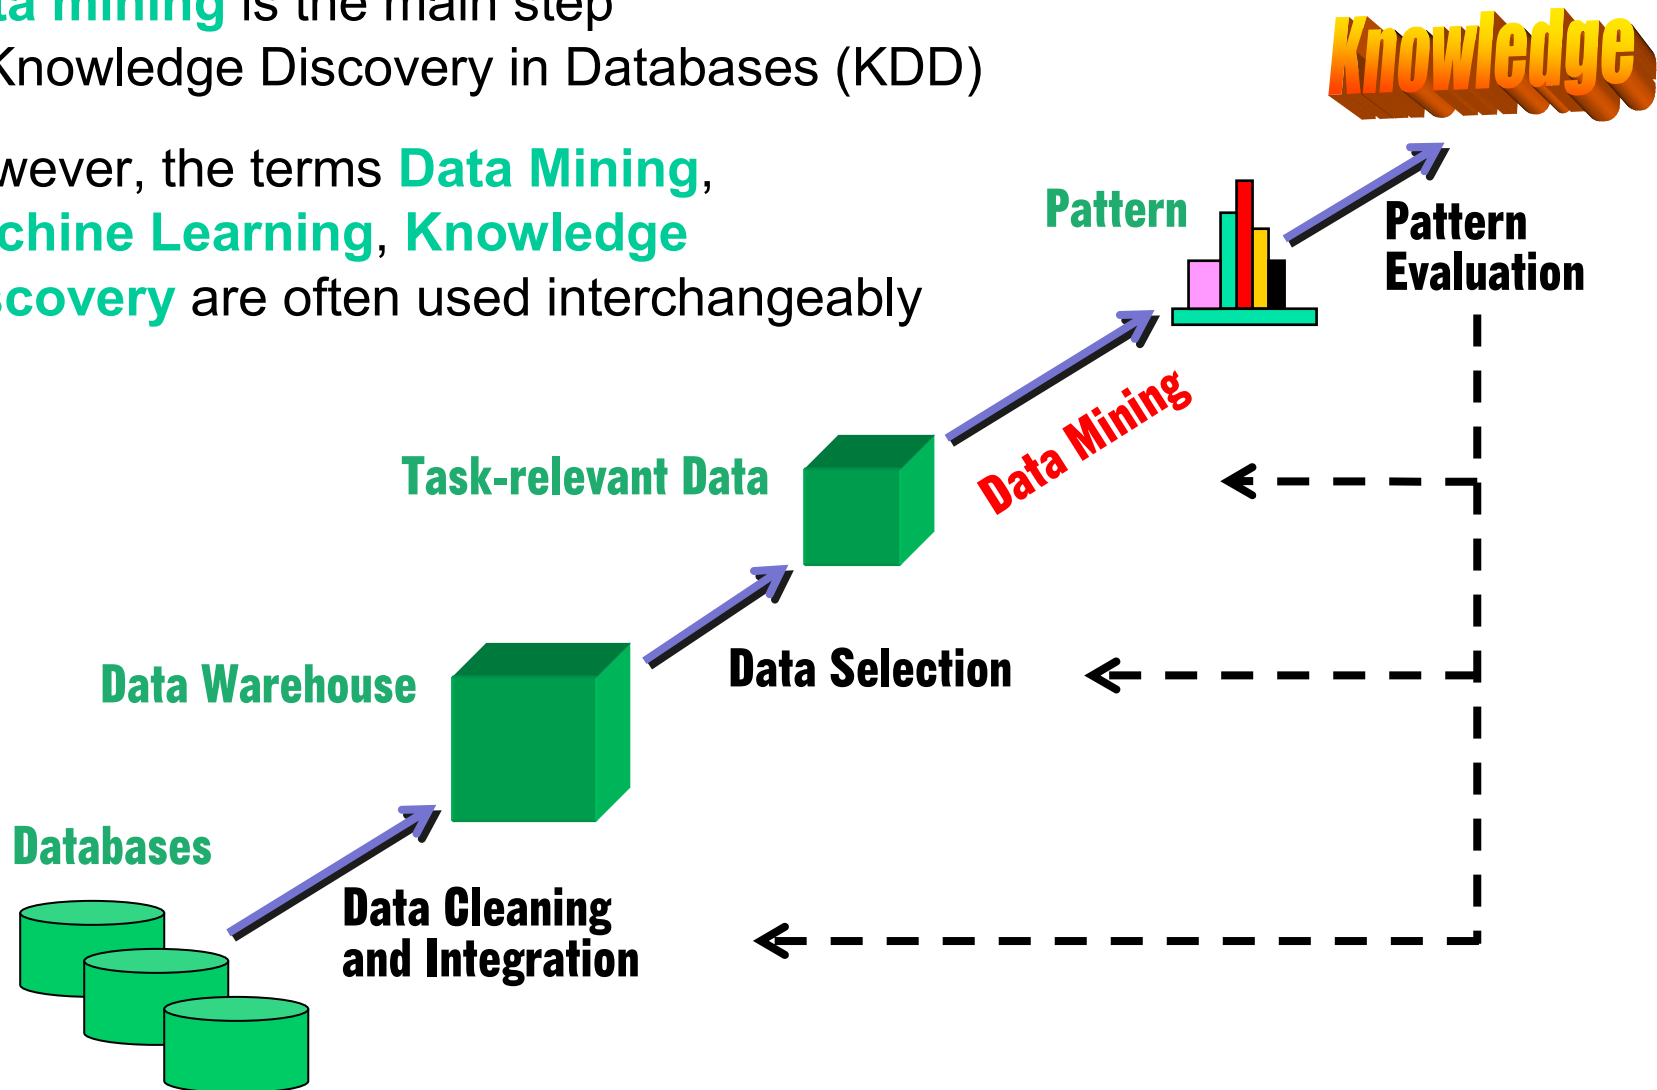 ta mining is the main step
Knowledge Discovery in Databases (KDD)
wever, the terms Data Mining,
chine Learning, Knowledge
scovery are often used interchangeably
Knowledge
Pattern
Pattern
Evaluation
Data Mining
Task-relevant Data
Data Selection
Data Warehouse
Databases
Data Cleaning
and Integration